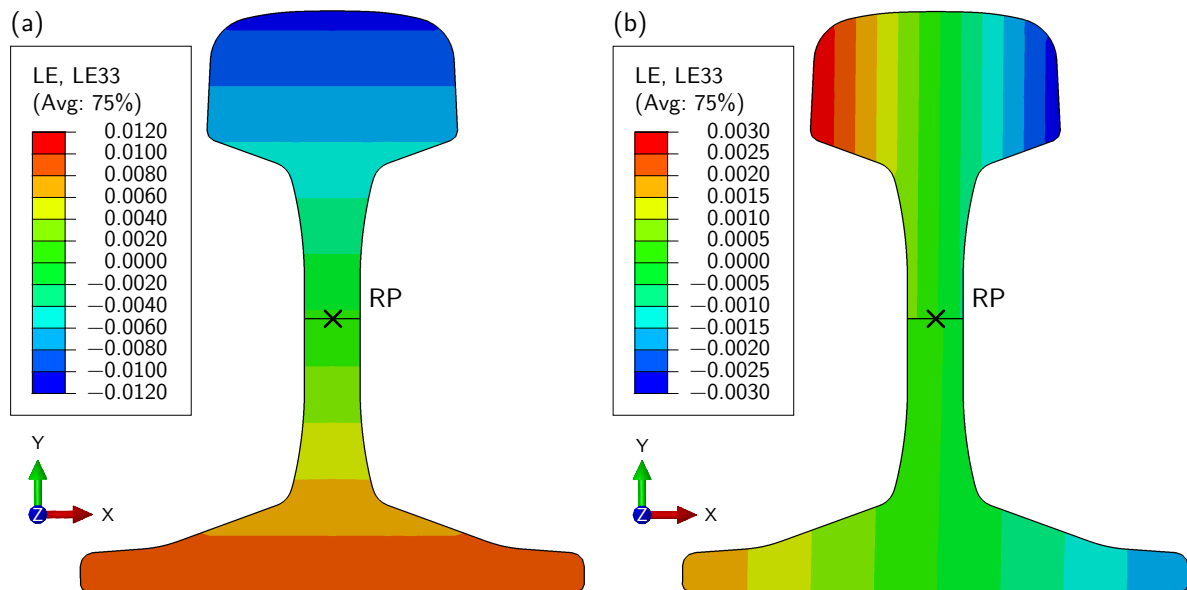 (a)
LE, LE33
(Avg: 75%)
0.0120
0.0100
0.0080
0.0060
0.0040
0.0020
0.0000
−0.0020
−0.0040
−0.0060
−0.0080
−0.0100
−0.0120
RP
Y
Z
X
(b)
LE, LE33
(Avg: 75%)
0.0030
0.0025
0.0020
0.0015
0.0010
0.0005
0.0000
−0.0005
−0.0010
−0.0015
−0.0020
−0.0025
−0.0030
RP
Y
Z
X